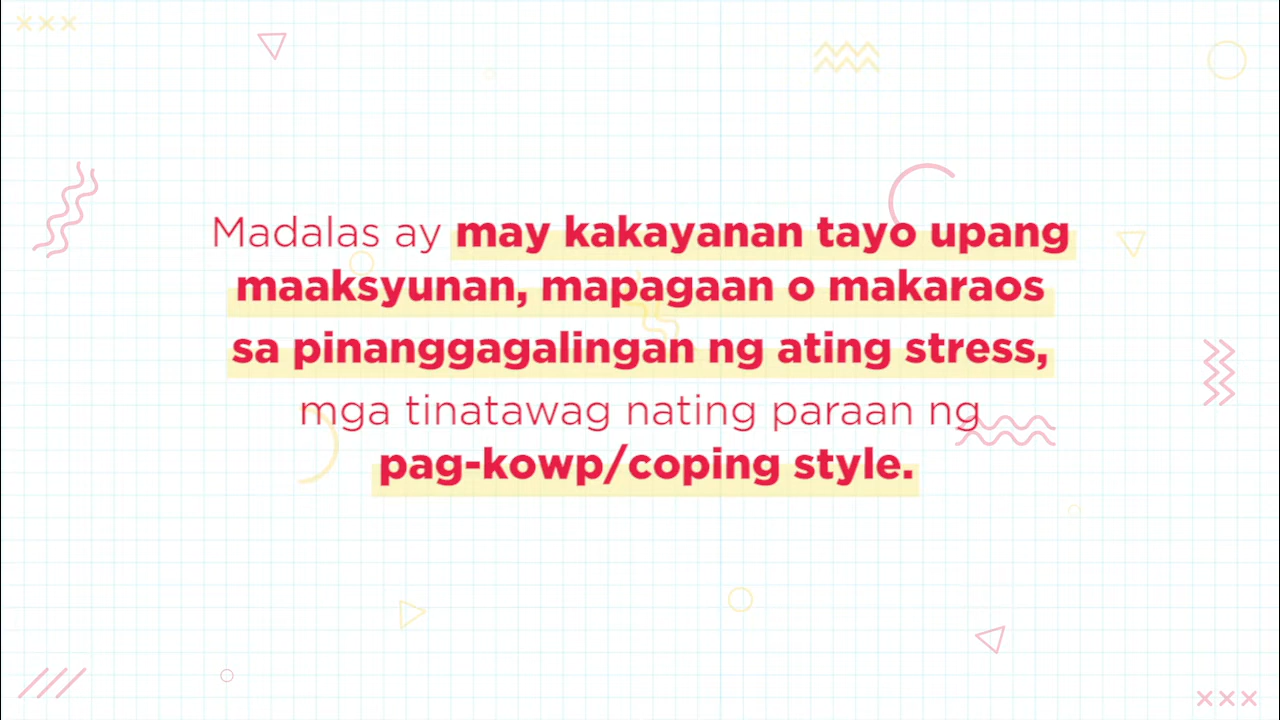 Madalas ay may kakayanan tayo upang
maaksyunan, mapagaan o makaraos
sa pinanggagalingan ng ating stress,
mga tinatawag nating paraan ng
pag-kowp/coping style.